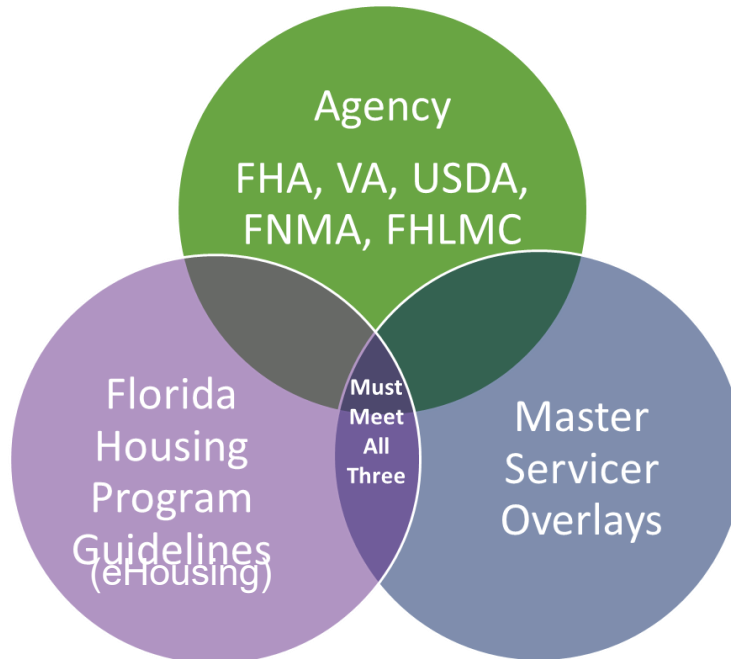 Agency
FHA, VA, USDA,
FNMA, FHLMC
Florida
Housing
Program
Guidelines
(eHousing)
Must
Meet
All
Three
Master
Servicer
Overlays